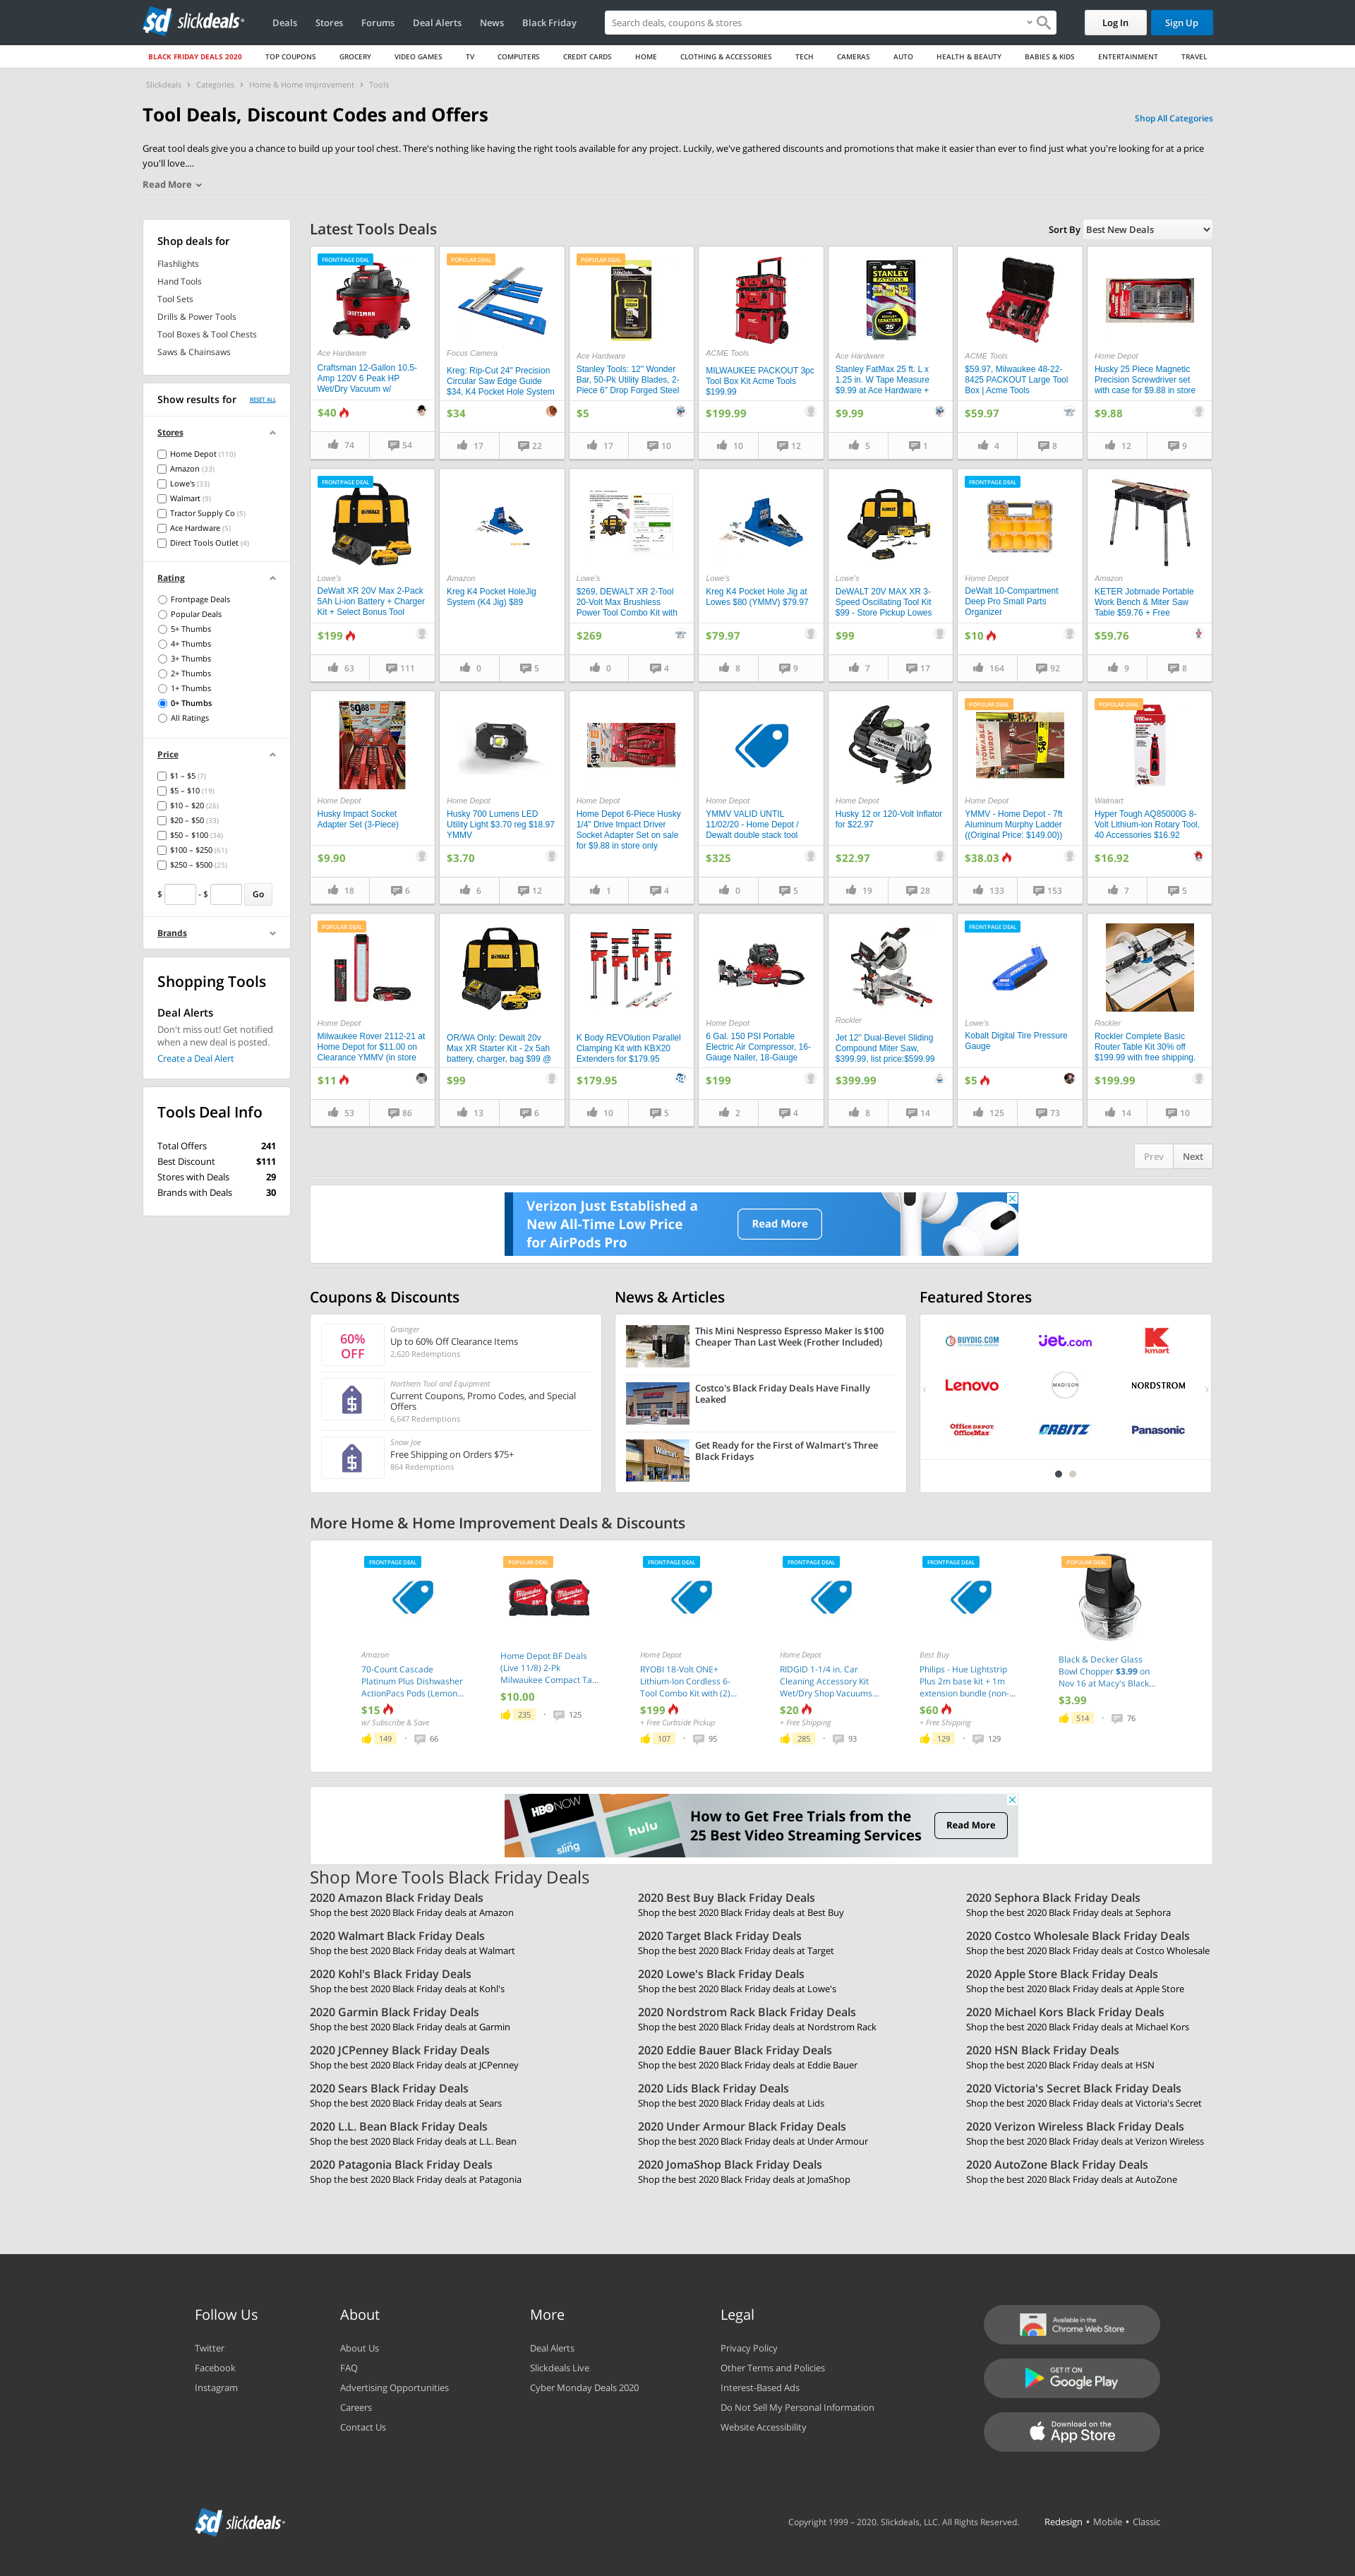 slickdeals
Deals
Stores
Forums
Deal Alerts
News
Black Friday
Search deals, coupons & stores
Log In
Sign Up
BLACK FRIDAY DEALS 2020
TOP COUPONS
GROCERY
VIDEO GAMES
TV
COMPUTERS
CREDIT CARDS
HOME
CLOTHING & ACCESSORIES
TECH
CAMERAS
AUTO
HEALTH & BEAUTY
BABIES & KIDS
ENTERTAINMENT
TRAVEL
Slickdeals > Categories > Home & Home Improvement > Tools
Tool Deals, Discount Codes and Offers
Shop All Categories
Great tool deals give you a chance to build up your tool chest. There's nothing like having the right tools available for any project. Luckily, we've gathered discounts and promotions that make it easier than ever to find just what you're looking for at a price
you'll love....
Read More
Shop deals for
Flashlights
Hand Tools
Tool Sets
Drills & Power Tools
Tool Boxes & Tool Chests
Saws & Chainsaws
Show results for
RESET ALL
Stores
Home Depot (110)
Amazon (33)
Lowe's (33)
Walmart (9)
Tractor Supply Co (5)
Ace Hardware (5)
Direct Tools Outlet (4)
Rating
Frontpage Deals
Popular Deals
5+ Thumbs
4+ Thumbs
3+ Thumbs
2+ Thumbs
1+ Thumbs
0+ Thumbs
All Ratings
Price
$1 – $5 (7)
$5 – $10 (19)
$10 – $20 (26)
$20 – $50 (33)
$50 – $100 (34)
$100 – $250 (61)
$250 – $500 (25)
$ - $ Go
Brands
Shopping Tools
Deal Alerts
Don't miss out! Get notified
when a new deal is posted.
Create a Deal Alert
Tools Deal Info
Total Offers 241
Best Discount $111
Stores with Deals 29
Brands with Deals 30
Latest Tools Deals
Sort By Best New Deals
FRONTPAGE DEAL
Ace Hardware
Craftsman 12-Gallon 10.5-
Amp 120V 6 Peak HP
Wet/Dry Vacuum w/
$40
74 54
POPULAR DEAL
Focus Camera
Kreg: Rip-Cut 24" Precision
Circular Saw Edge Guide
$34, K4 Pocket Hole System
$34
17 22
POPULAR DEAL
Ace Hardware
Stanley Tools: 12" Wonder
Bar, 50-Pk Utility Blades, 2-
Piece 6" Drop Forged Steel
$5
17 10
ACME Tools
MILWAUKEE PACKOUT 3pc
Tool Box Kit Acme Tools
$199.99
$199.99
10 12
STANLEY
FATMAX
25'
Ace Hardware
Stanley FatMax 25 ft. L x
1.25 in. W Tape Measure
$9.99 at Ace Hardware +
$9.99
5 1
ACME Tools
$59.97, Milwaukee 48-22-
8425 PACKOUT Large Tool
Box | Acme Tools
$59.97
4 8
Home Depot
Husky 25 Piece Magnetic
Precision Screwdriver set
with case for $9.88 in store
$9.88
12 9
FRONTPAGE DEAL
Lowe's
DeWalt XR 20V Max 2-Pack
5Ah Li-ion Battery + Charger
Kit + Select Bonus Tool
$199
63 111
Amazon
Kreg K4 Pocket HoleJig
System (K4 Jig) $89
0 5
Lowe's
$269, DEWALT XR 2-Tool
20-Volt Max Brushless
Power Tool Combo Kit with
$269
0 4
Lowe's
Kreg K4 Pocket Hole Jig at
Lowes $80 (YMMV) $79.97
$79.97
8 9
Lowe's
DeWALT 20V MAX XR 3-
Speed Oscillating Tool Kit
$99 - Store Pickup Lowes
$99
7 17
FRONTPAGE DEAL
Home Depot
DeWalt 10-Compartment
Deep Pro Small Parts
Organizer
$10
164 92
Amazon
KETER Jobmade Portable
Work Bench & Miter Saw
Table $59.76 + Free
$59.76
9 8
$9.88
Home Depot
Husky Impact Socket
Adapter Set (3-Piece)
$9.90
18 6
Home Depot
Husky 700 Lumens LED
Utility Light $3.70 reg $18.97
YMMV
$3.70
6 12
Home Depot
Home Depot 6-Piece Husky
1/4" Drive Impact Driver
Socket Adapter Set on sale
for $9.88 in store only
1 4
Home Depot
YMMV VALID UNTIL
11/02/20 - Home Depot /
Dewalt double stack tool
$325
0 5
Home Depot
Husky 12 or 120-Volt Inflator
for $22.97
$22.97
19 28
POPULAR DEAL
Home Depot
YMMV - Home Depot - 7ft
Aluminum Murphy Ladder
((Original Price: $149.00))
$38.03
133 153
POPULAR DEAL
Walmart
Hyper Tough AQ85000G 8-
Volt Lithium-ion Rotary Tool,
40 Accessories $16.92
$16.92
7 5
POPULAR DEAL
Home Depot
Milwaukee Rover 2112-21 at
Home Depot for $11.00 on
Clearance YMMV (in store
$11
53 86
OR/WA Only: Dewalt 20v
Max XR Starter Kit - 2x 5ah
battery, charger, bag $99 @
$99
13 6
K Body REVOlution Parallel
Clamping Kit with KBX20
Extenders for $179.95
$179.95
10 5
Home Depot
6 Gal. 150 PSI Portable
Electric Air Compressor, 16-
Gauge Nailer, 18-Gauge
$199
2 4
Rockler
Jet 12" Dual-Bevel Sliding
Compound Miter Saw,
$399.99, list price:$599.99
$399.99
8 14
FRONTPAGE DEAL
Lowe's
Kobalt Digital Tire Pressure
Gauge
$5
125 73
Rockler
Rockler Complete Basic
Router Table Kit 30% off
$199.99 with free shipping.
$199.99
14 10
Prev Next
Verizon Just Established a
New All-Time Low Price
for AirPods Pro
Read More
Coupons & Discounts
60%
OFF
Grainger
Up to 60% Off Clearance Items
2,620 Redemptions
Northern Tool and Equipment
Current Coupons, Promo Codes, and Special
Offers
6,647 Redemptions
Snow Joe
Free Shipping on Orders $75+
864 Redemptions
News & Articles
This Mini Nespresso Espresso Maker Is $100
Cheaper Than Last Week (Frother Included)
Costco's Black Friday Deals Have Finally
Leaked
Get Ready for the First of Walmart's Three
Black Fridays
Featured Stores
BUYDIG.COM
jet.com
kmart
Lenovo
MADISON
NORDSTROM
Office DEPOT
OfficeMax
ORBITZ
Panasonic
More Home & Home Improvement Deals & Discounts
FRONTPAGE DEAL
Amazon
70-Count Cascade
Platinum Plus Dishwasher
ActionPacs Pods (Lemon...
$15
w/ Subscribe & Save
149 · 66
POPULAR DEAL
Home Depot BF Deals
(Live 11/8) 2-Pk
Milwaukee Compact Ta...
$10.00
235 · 125
FRONTPAGE DEAL
Home Depot
RYOBI 18-Volt ONE+
Lithium-Ion Cordless 6-
Tool Combo Kit with (2)...
$199
+ Free Curbside Pickup
107 · 95
FRONTPAGE DEAL
Home Depot
RIDGID 1-1/4 in. Car
Cleaning Accessory Kit
Wet/Dry Shop Vacuums...
$20
+ Free Shipping
285 · 93
FRONTPAGE DEAL
Best Buy
Philips - Hue Lightstrip
Plus 2m base kit + 1m
extension bundle (non-...
$60
+ Free Shipping
129 · 129
POPULAR DEAL
Black & Decker Glass
Bowl Chopper $3.99 on
Nov 16 at Macy's Black...
$3.99
514 · 76
HBO NOW
hulu
sling
How to Get Free Trials from the
25 Best Video Streaming Services
Read More
Shop More Tools Black Friday Deals
2020 Amazon Black Friday Deals
Shop the best 2020 Black Friday deals at Amazon
2020 Best Buy Black Friday Deals
Shop the best 2020 Black Friday deals at Best Buy
2020 Sephora Black Friday Deals
Shop the best 2020 Black Friday deals at Sephora
2020 Walmart Black Friday Deals
Shop the best 2020 Black Friday deals at Walmart
2020 Target Black Friday Deals
Shop the best 2020 Black Friday deals at Target
2020 Costco Wholesale Black Friday Deals
Shop the best 2020 Black Friday deals at Costco Wholesale
2020 Kohl's Black Friday Deals
Shop the best 2020 Black Friday deals at Kohl's
2020 Lowe's Black Friday Deals
Shop the best 2020 Black Friday deals at Lowe's
2020 Apple Store Black Friday Deals
Shop the best 2020 Black Friday deals at Apple Store
2020 Garmin Black Friday Deals
Shop the best 2020 Black Friday deals at Garmin
2020 Nordstrom Rack Black Friday Deals
Shop the best 2020 Black Friday deals at Nordstrom Rack
2020 Michael Kors Black Friday Deals
Shop the best 2020 Black Friday deals at Michael Kors
2020 JCPenney Black Friday Deals
Shop the best 2020 Black Friday deals at JCPenney
2020 Eddie Bauer Black Friday Deals
Shop the best 2020 Black Friday deals at Eddie Bauer
2020 HSN Black Friday Deals
Shop the best 2020 Black Friday deals at HSN
2020 Sears Black Friday Deals
Shop the best 2020 Black Friday deals at Sears
2020 Lids Black Friday Deals
Shop the best 2020 Black Friday deals at Lids
2020 Victoria's Secret Black Friday Deals
Shop the best 2020 Black Friday deals at Victoria's Secret
2020 L.L. Bean Black Friday Deals
Shop the best 2020 Black Friday deals at L.L. Bean
2020 Under Armour Black Friday Deals
Shop the best 2020 Black Friday deals at Under Armour
2020 Verizon Wireless Black Friday Deals
Shop the best 2020 Black Friday deals at Verizon Wireless
2020 Patagonia Black Friday Deals
Shop the best 2020 Black Friday deals at Patagonia
2020 JomaShop Black Friday Deals
Shop the best 2020 Black Friday deals at JomaShop
2020 AutoZone Black Friday Deals
Shop the best 2020 Black Friday deals at AutoZone
Follow Us
Twitter
Facebook
Instagram
About
About Us
FAQ
Advertising Opportunities
Careers
Contact Us
More
Deal Alerts
Slickdeals Live
Cyber Monday Deals 2020
Legal
Privacy Policy
Other Terms and Policies
Interest-Based Ads
Do Not Sell My Personal Information
Website Accessibility
Available in the
Chrome Web Store
GET IT ON
Google Play
Download on the
App Store
slickdeals
Copyright 1999 – 2020. Slickdeals, LLC. All Rights Reserved.
Redesign • Mobile • Classic